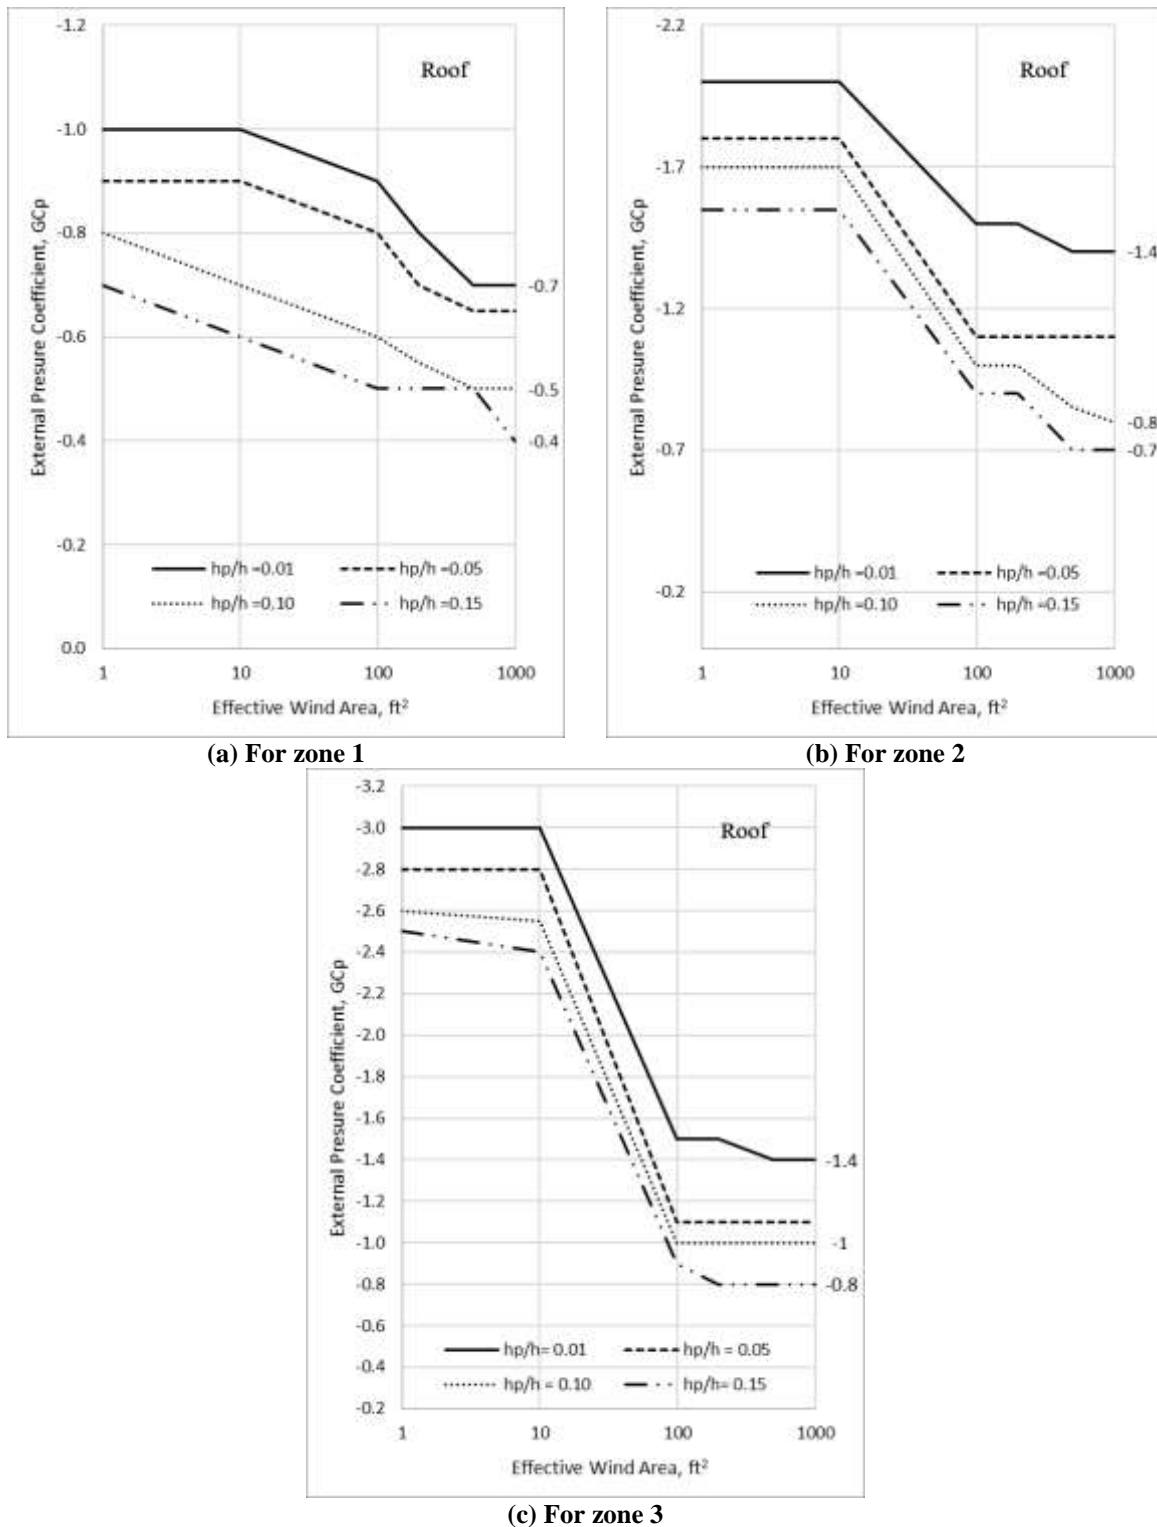 -1.2
-1.0
-0.8
-0.6
-0.4
-0.2
0.0
External Presure Coefficient, GCp
Roof
-0.7
-0.5
-0.4
hp/h =0.01 hp/h =0.05
hp/h =0.10 hp/h =0.15
1 10 100 1000
Effective Wind Area, ft²
(a) For zone 1
-2.2
-1.7
-1.2
-0.7
-0.2
External Presure Coefficient, GCp
Roof
-1.4
-0.8
-0.7
hp/h =0.01 hp/h =0.05
hp/h =0.10 hp/h =0.15
1 10 100 1000
Effective Wind Area, ft²
(b) For zone 2
-3.2
-3.0
-2.8
-2.6
-2.4
-2.2
-2.0
-1.8
-1.6
-1.4
-1.2
-1.0
-0.8
-0.6
-0.4
-0.2
External Presure Coefficient, GCp
Roof
-1.4
-1
-0.8
hp/h= 0.01 hp/h = 0.05
hp/h = 0.10 hp/h= 0.15
1 10 100 1000
Effective Wind Area, ft²
(c) For zone 3